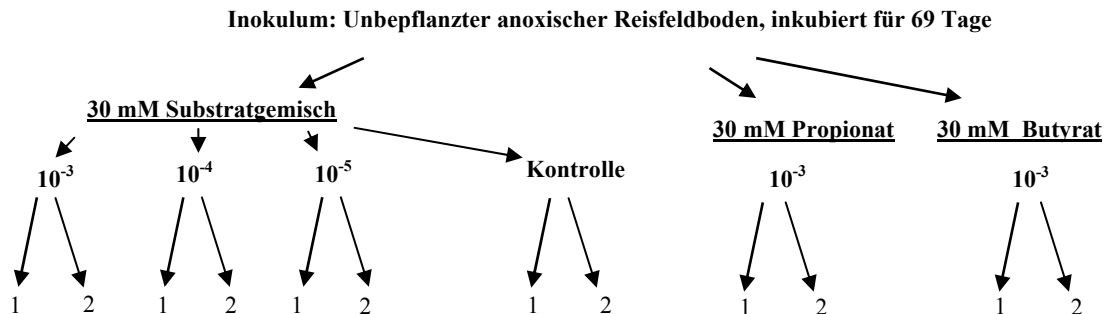 Inokulum: Unbepflanzter anoxischer Reisfeldboden, inkubiert für 69 Tage
30 mM Substratgemisch
30 mM Propionat 30 mM Butyrat
10⁻³ 10⁻⁴ 10⁻⁵ Kontrolle 10⁻³ 10⁻³
1 2 1 2 1 2 1 2 1 2 1 2